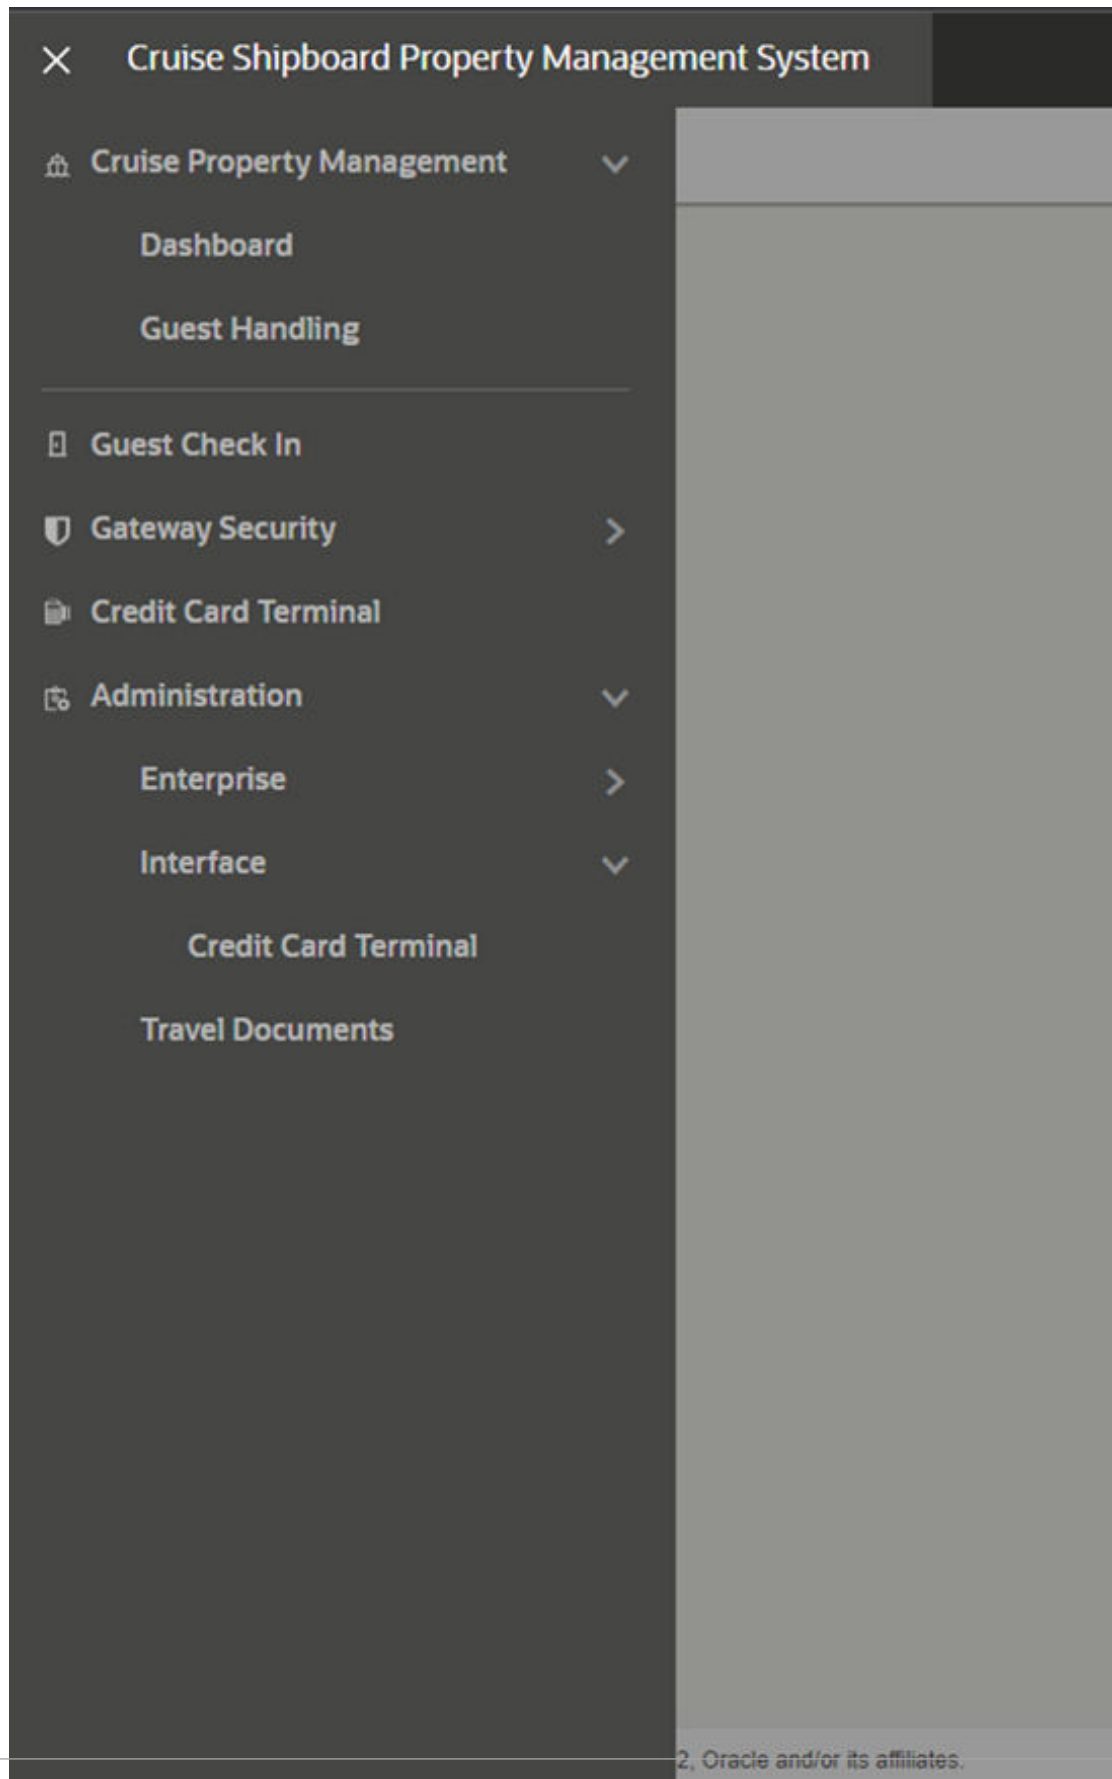 Cruise Shipboard Property Management System
Cruise Property Management
Dashboard
Guest Handling
Guest Check In
Gateway Security
Credit Card Terminal
Administration
Enterprise
Interface
Credit Card Terminal
Travel Documents
2, Oracle and/or its affiliates.